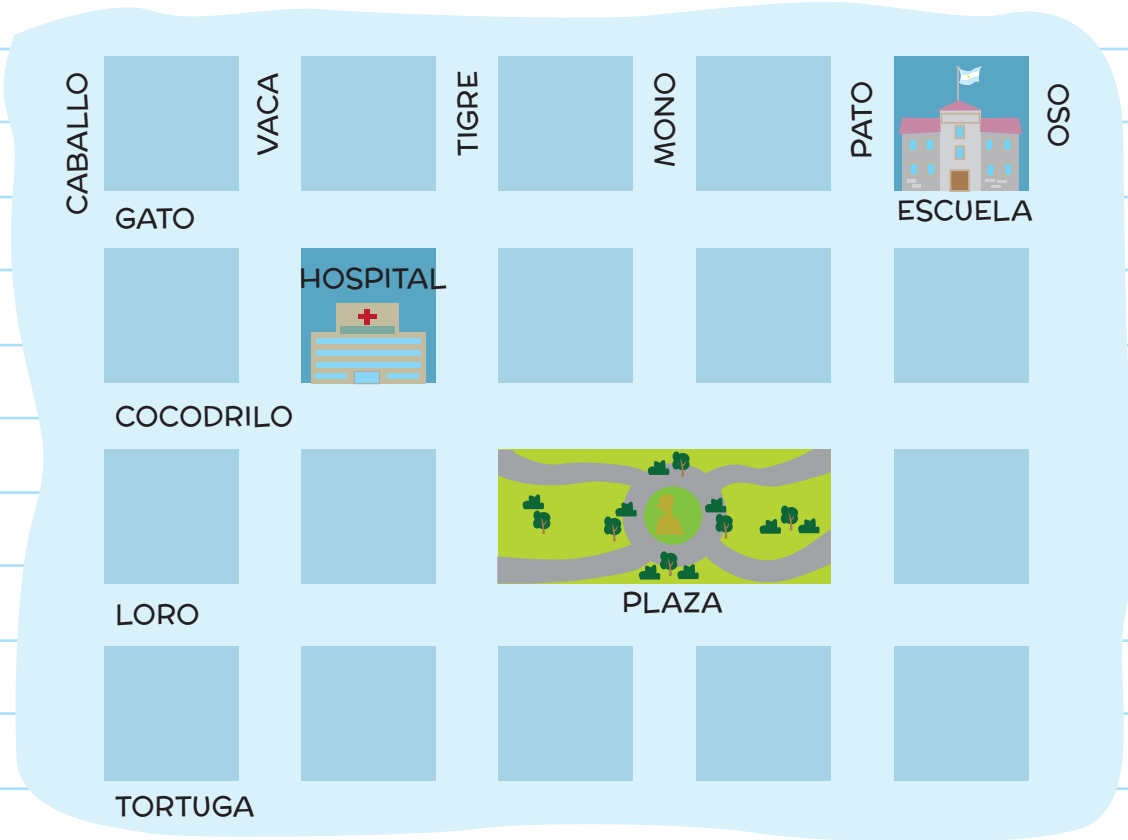 CABALLO
VACA
TIGRE
MONO
PATO
OSO
GATO
ESCUELA
HOSPITAL
COCODRILO
PLAZA
LORO
TORTUGA